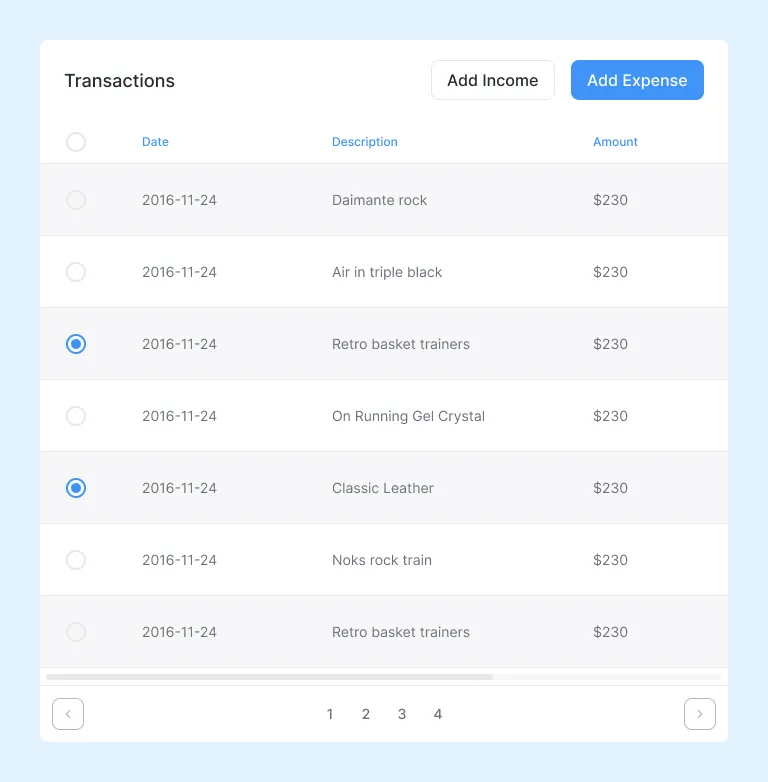 Transactions Add Income Add Expense
Date Description Amount
2016-11-24 Daimante rock $230
2016-11-24 Air in triple black $230
2016-11-24 Retro basket trainers $230
2016-11-24 On Running Gel Crystal $230
2016-11-24 Classic Leather $230
2016-11-24 Noks rock train $230
2016-11-24 Retro basket trainers $230
1 2 3 4